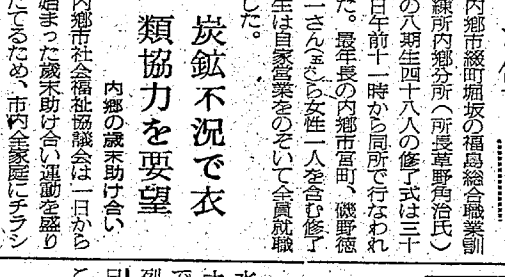 内郷市綴町堀坂の福島総合職業訓
練所内郷分所（所長草野角治氏）
の八期生四十八人の修了式は三十
日午前十一時から同所で行なわれ
た。最年長の内郷市宮町、磯野徳
一さん（五〇）ら女性一人を含む修了
生は自家営業をのぞいて全員就職
した。
炭鉱不況で衣
類協力を要望
内郷の歳末助け合い
内郷市社会福祉協議会は一日から
始まった歳末助け合い運動を盛り
たてるため、市内全家庭にチラシ